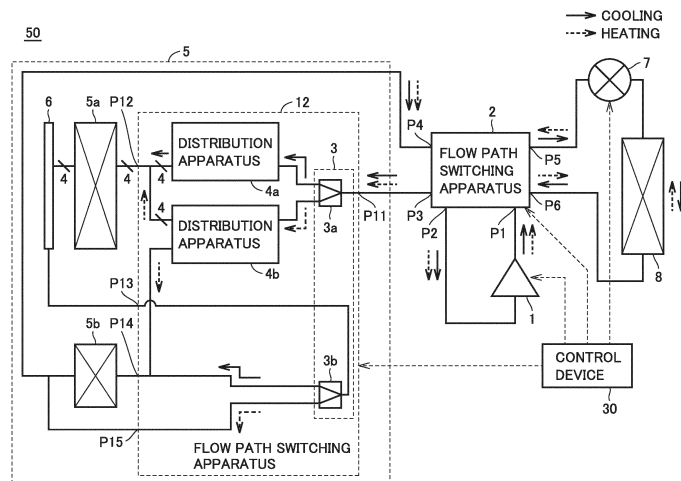 50
COOLING
HEATING
5
7
12
6
5a
P12
2
P4
DISTRIBUTION
APPARATUS
3
FLOW PATH
SWITCHING
APPARATUS
P5
4
4
4
4a
P3
P6
P11
3a
P2
P1
4
DISTRIBUTION
APPARATUS
4b
8
P13
1
5b
P14
3b
CONTROL
DEVICE
30
P15
FLOW PATH SWITCHING
APPARATUS